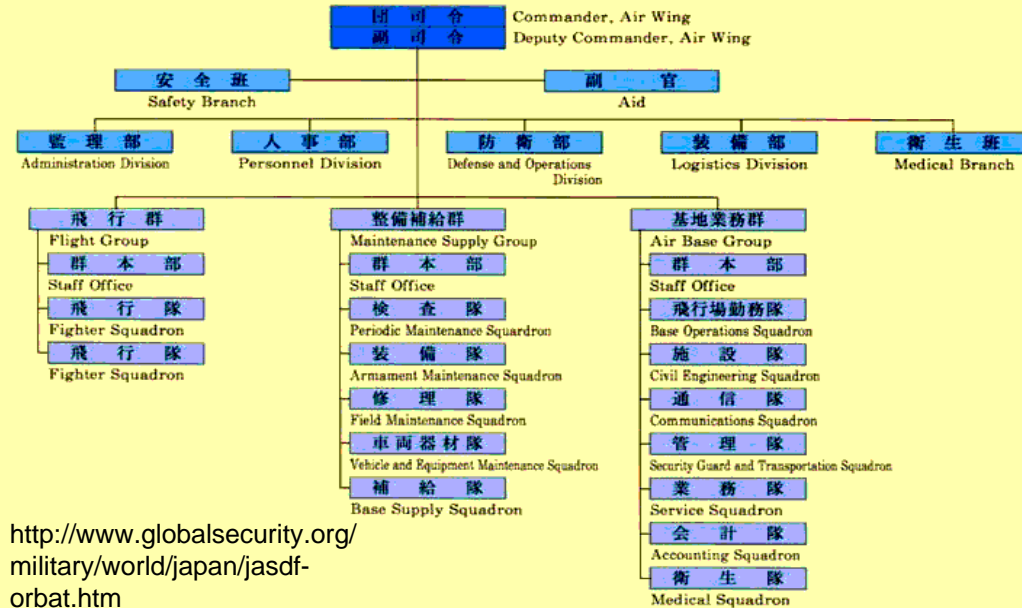 団司令 Commander, Air Wing
副司令 Deputy Commander, Air Wing
安全班 副官
Safety Branch Aid
監理部 人事部 防衛部 装備部 衛生班
Administration Division Personnel Division Defense and Operations Division Logistics Division Medical Branch
飛行群
Flight Group
群本部
Staff Office
飛行隊
Fighter Squadron
飛行隊
Fighter Squadron
整備補給群
Maintenance Supply Group
群本部
Staff Office
検査隊
Periodic Maintenance Squardron
装備隊
Armament Maintenance Squadron
修理隊
Field Maintenance Squadron
車両器材隊
Vehicle and Equipment Maintenance Squadron
補給隊
Base Supply Squadron
基地業務群
Air Base Group
群本部
Staff Office
飛行場勤務隊
Base Operations Squadron
施設隊
Civil Engineering Squadron
通信隊
Communications Squadron
管理隊
Security Guard and Transportation Squadron
業務隊
Service Squadron
会計隊
Accounting Squadron
衛生隊
Medical Squadron
http://www.globalsecurity.org/
military/world/japan/jasdf-
orbat.htm